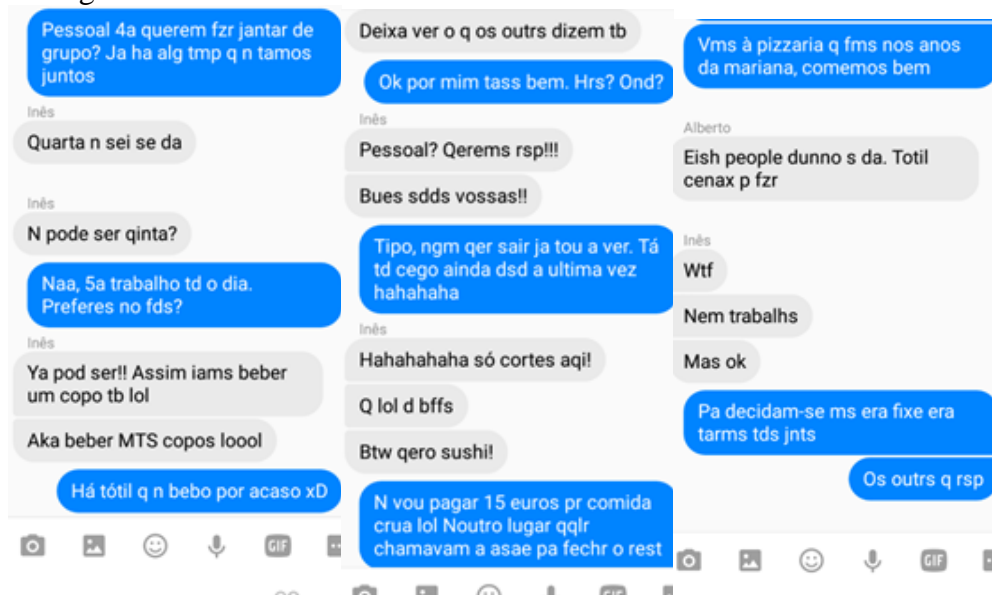 Pessoal 4a querem fzr jantar de
grupo? Ja ha alg tmp q n tamos
juntos
Inês
Quarta n sei se da
Inês
N pode ser qinta?
Naa, 5a trabalho td o dia.
Preferes no fds?
Inês
Ya pod ser!! Assim iams beber
um copo tb lol
Aka beber MTS copos loool
Há tótil q n bebo por acaso xD
GIF
Deixa ver o q os outrs dizem tb
Ok por mim tass bem. Hrs? Ond?
Inês
Pessoal? Qerems rsp!!!
Bues sdds vossas!!
Tipo, ngm qer sair ja tou a ver. Tá
td cego ainda dsd a ultima vez
hahahaha
Inês
Hahahahaha só cortes aqi!
Q lol d bffs
Btw qero sushi!
N vou pagar 15 euros pr comida
crua lol Noutro lugar qqlr
chamavam a asae pa fechr o rest
Vms à pizzaria q fms nos anos
da mariana, comemos bem
Alberto
Eish people dunno s da. Totil
cenax p fzr
Inês
Wtf
Nem trabalhs
Mas ok
Pa decidam-se ms era fixe era
tarms tds jnts
Os outrs q rsp
GIF